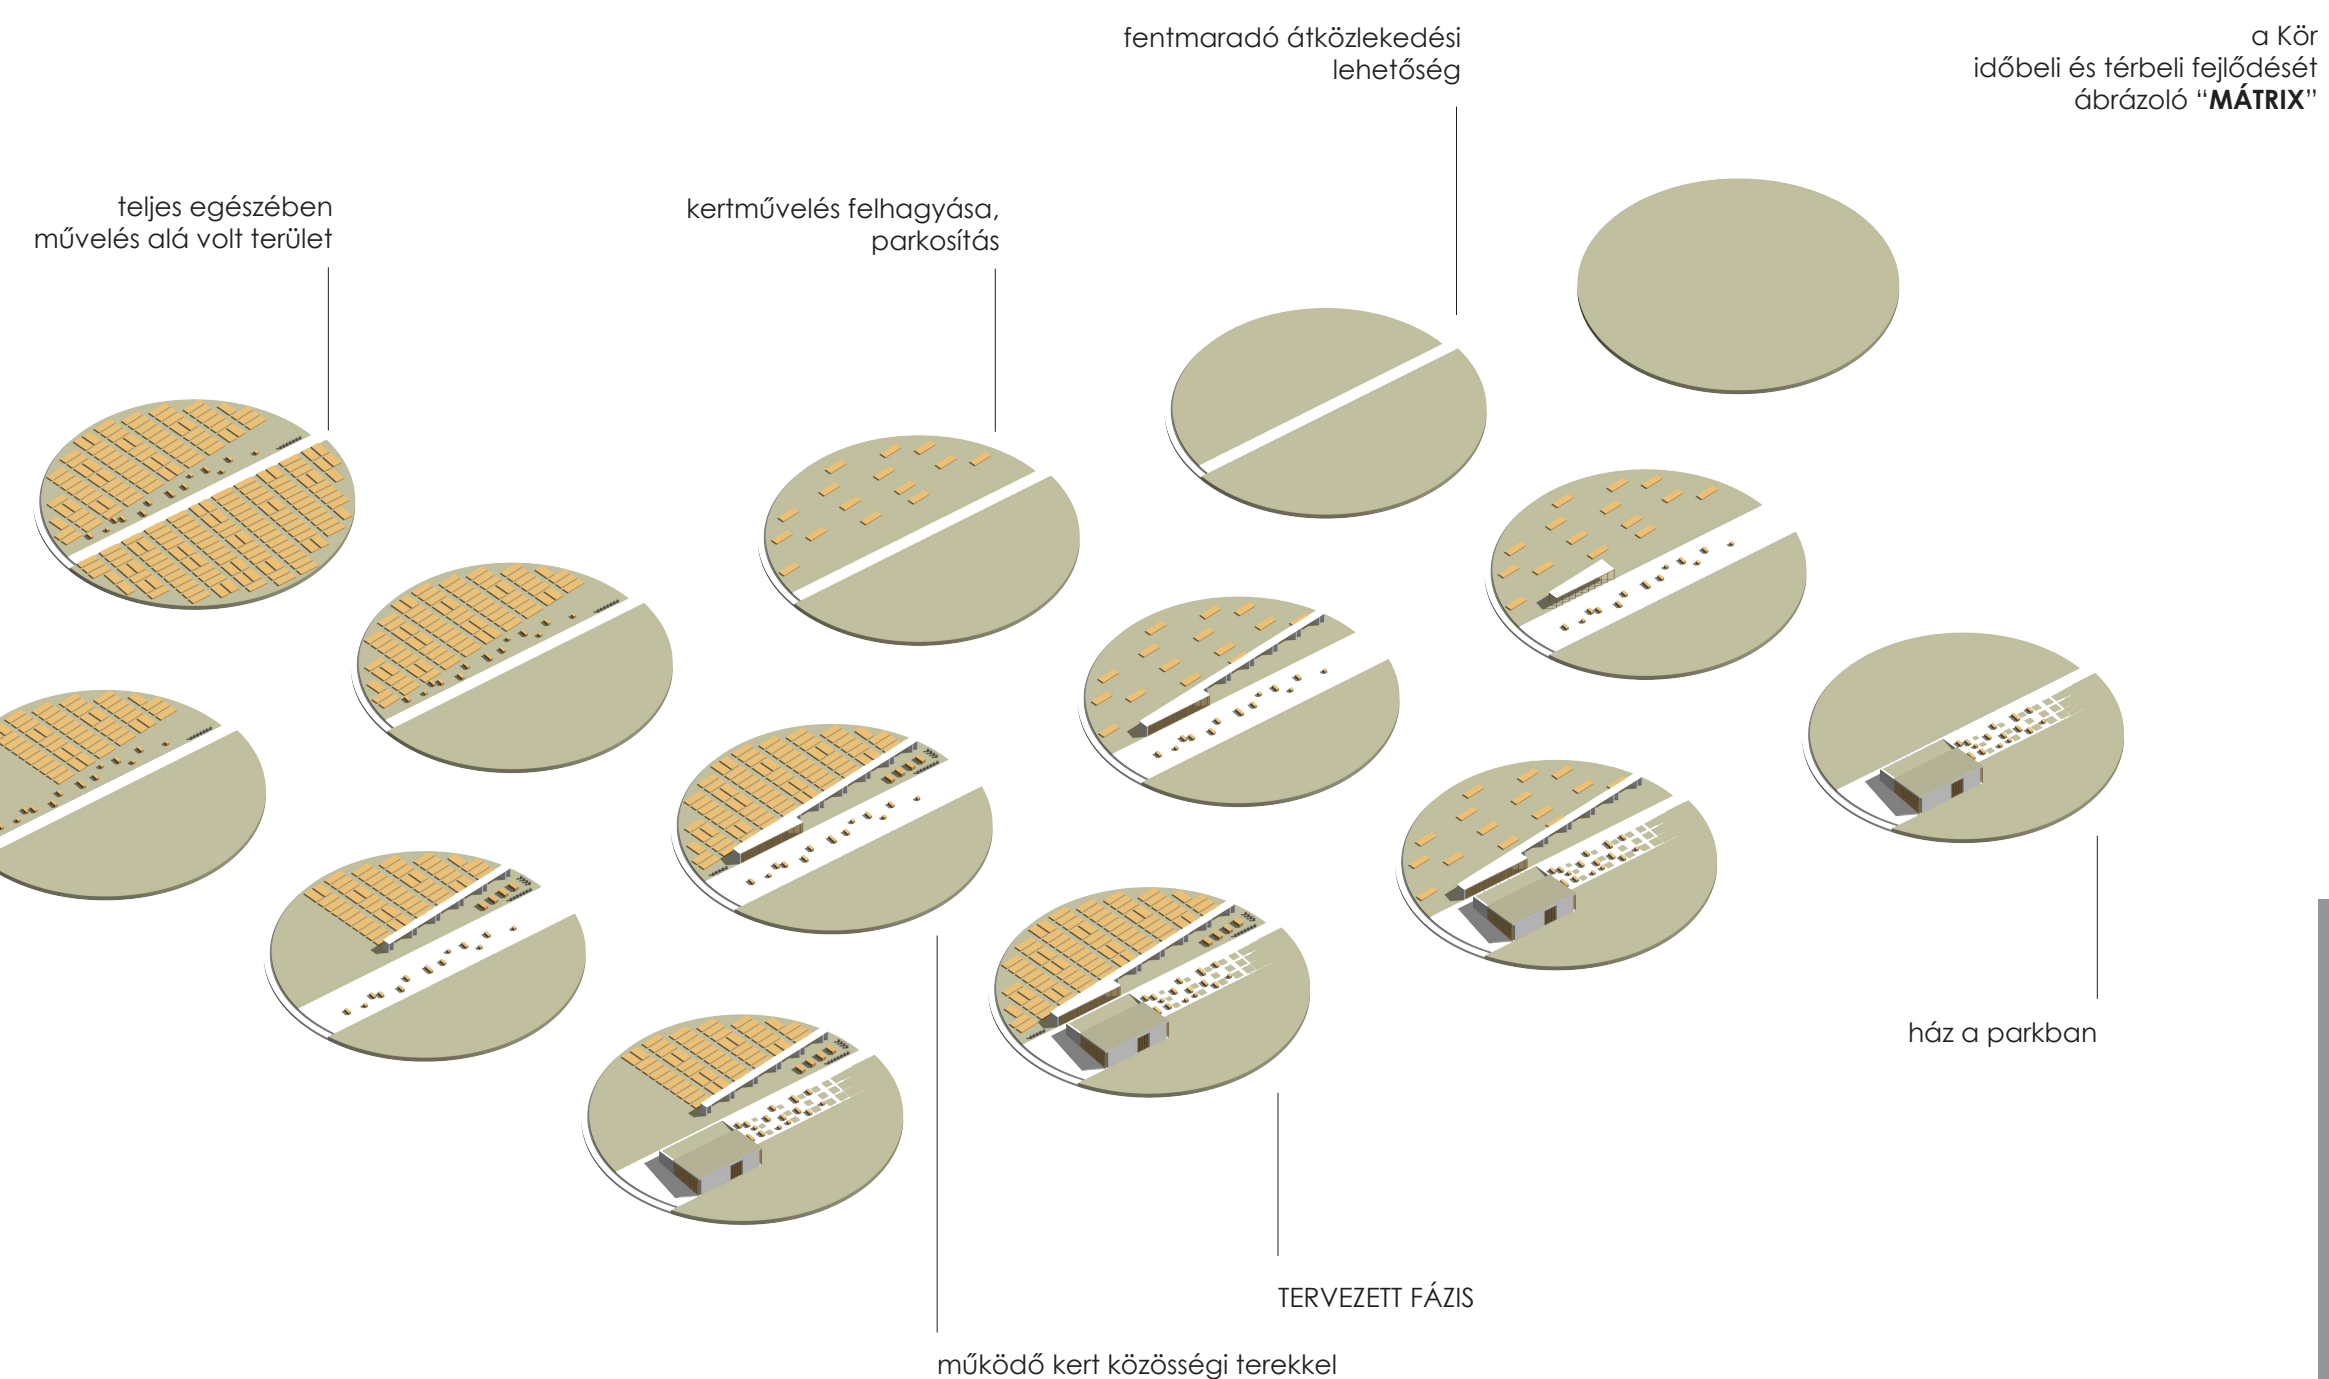 fentmaradó átközlekedési
lehetőség
a Kör
időbeli és térbeli fejlődését
ábrázoló “MÁTRIX”
teljes egészében
művelés alá volt terület
kertművelés felhagyása,
parkosítás
ház a parkban
TERVEZETT FÁZIS
működő kert közösségi terekkel